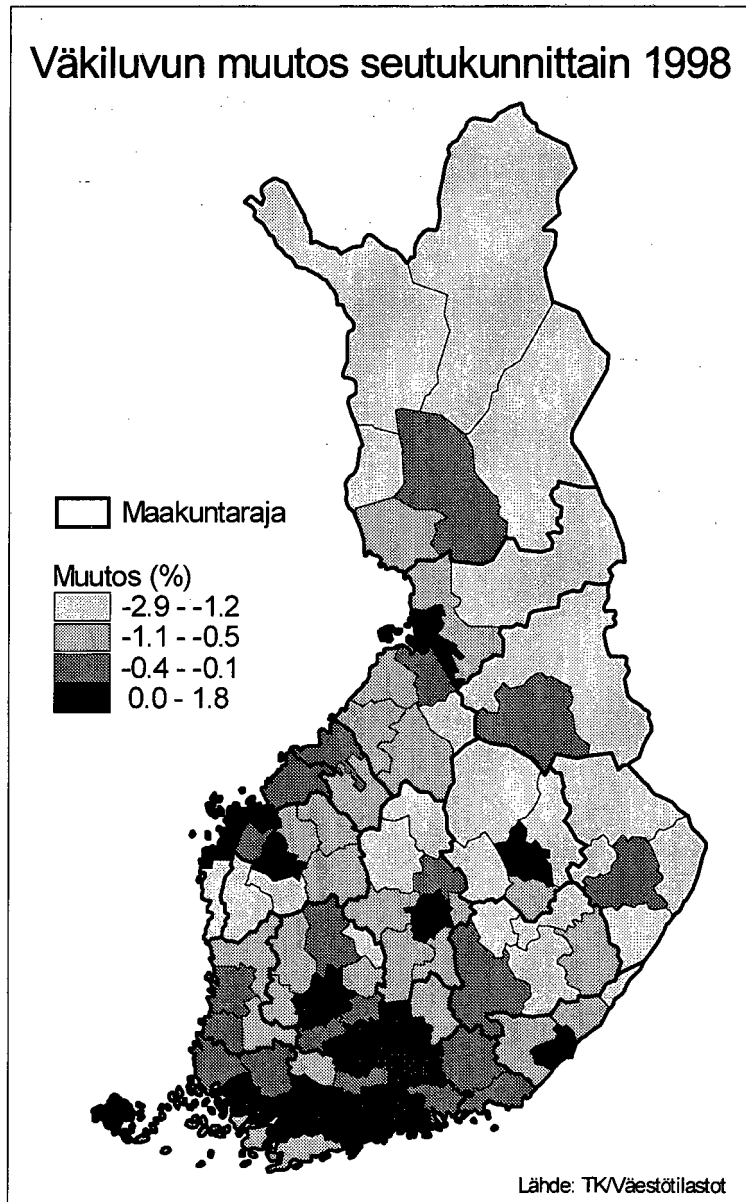 Väkiluvun muutos seutukunnittain 1998
Maakuntaraja
Muutos (%)
-2.9 - -1.2
-1.1 - -0.5
-0.4 - -0.1
0.0 - 1.8
Lähde: TK/Väestötilastot